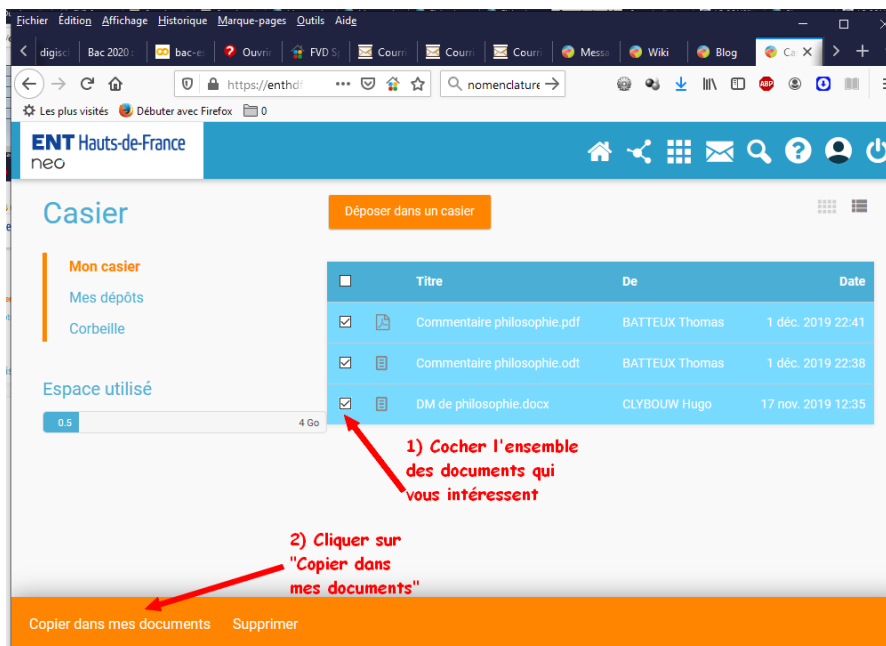 Fichier Édition Affichage Historique Marque-pages Outils Aide
digiscl Bac 2020 : bac-es Ouvrir FVD Sp Courri Courri Courri Messa Wiki Blog Ca
https://enthdf nomenclature
Les plus visités Débuter avec Firefox 0
ENT Hauts-de-France
neo
Casier
Déposer dans un casier
Mon casier
Mes dépôts
Corbeille
Titre De Date
Commentaire philosophie.pdf BATTEUX Thomas 1 déc. 2019 22:41
Commentaire philosophie.odt BATTEUX Thomas 1 déc. 2019 22:38
DM de philosophie.docx CLYBOUW Hugo 17 nov. 2019 12:35
Espace utilisé
0.5 4 Go
1) Cocher l'ensemble
des documents qui
vous intéressent
2) Cliquer sur
"Copier dans
mes documents"
Copier dans mes documents Supprimer